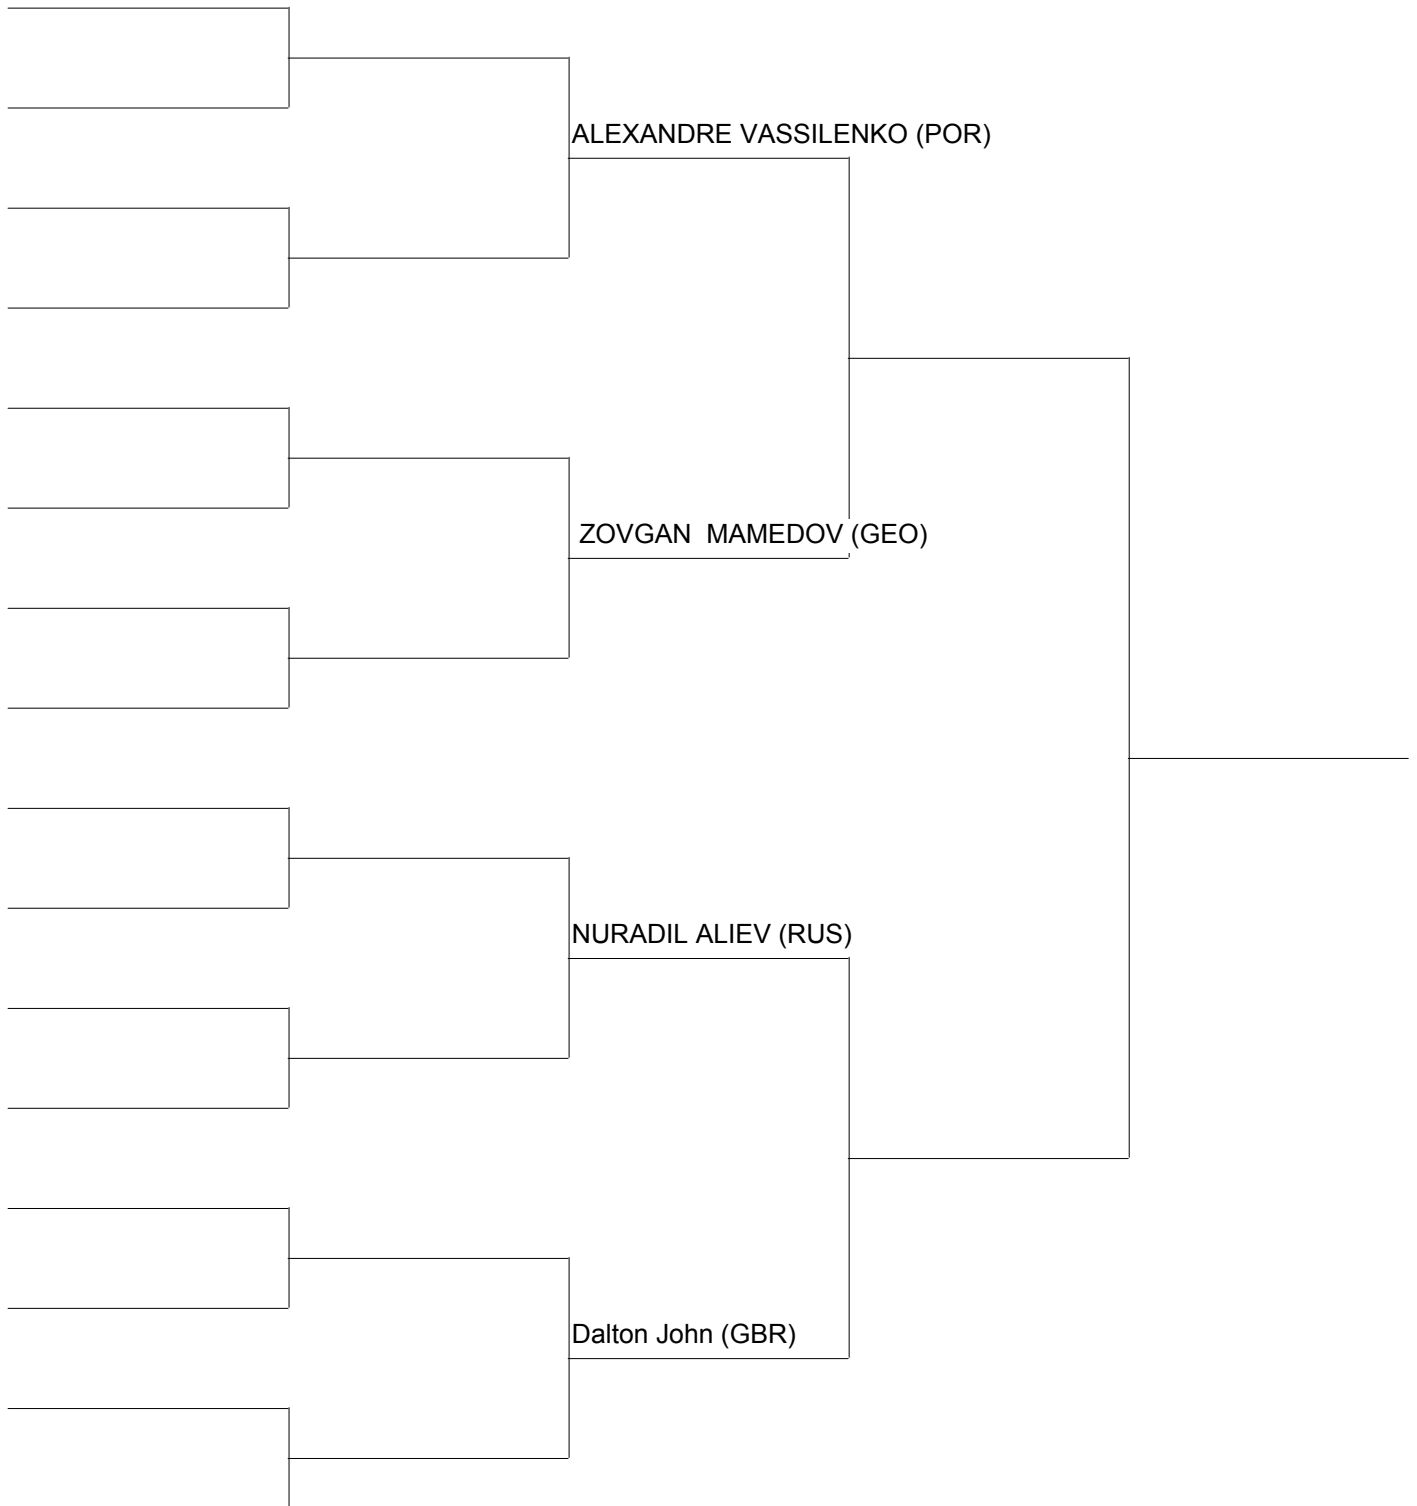 ALEXANDRE VASSILENKO (POR)
ZOVGAN  MAMEDOV (GEO)
NURADIL ALIEV (RUS)
Dalton John (GBR)